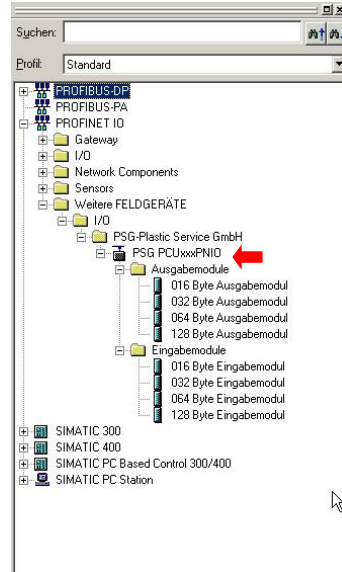 Suchen:
Profil: Standard
PROFIBUS-DP
PROFIBUS-PA
PROFINET IO
Gateway
I/O
Network Components
Sensors
Weitere FELDGERÄTE
I/O
PSG-Plastic Service GmbH
PSG PCUxxxPNIO
Ausgabemodule
016 Byte Ausgabemodul
032 Byte Ausgabemodul
064 Byte Ausgabemodul
128 Byte Ausgabemodul
Eingabemodule
016 Byte Eingabemodul
032 Byte Eingabemodul
064 Byte Eingabemodul
128 Byte Eingabemodul
SIMATIC 300
SIMATIC 400
SIMATIC PC Based Control 300/400
SIMATIC PC Station